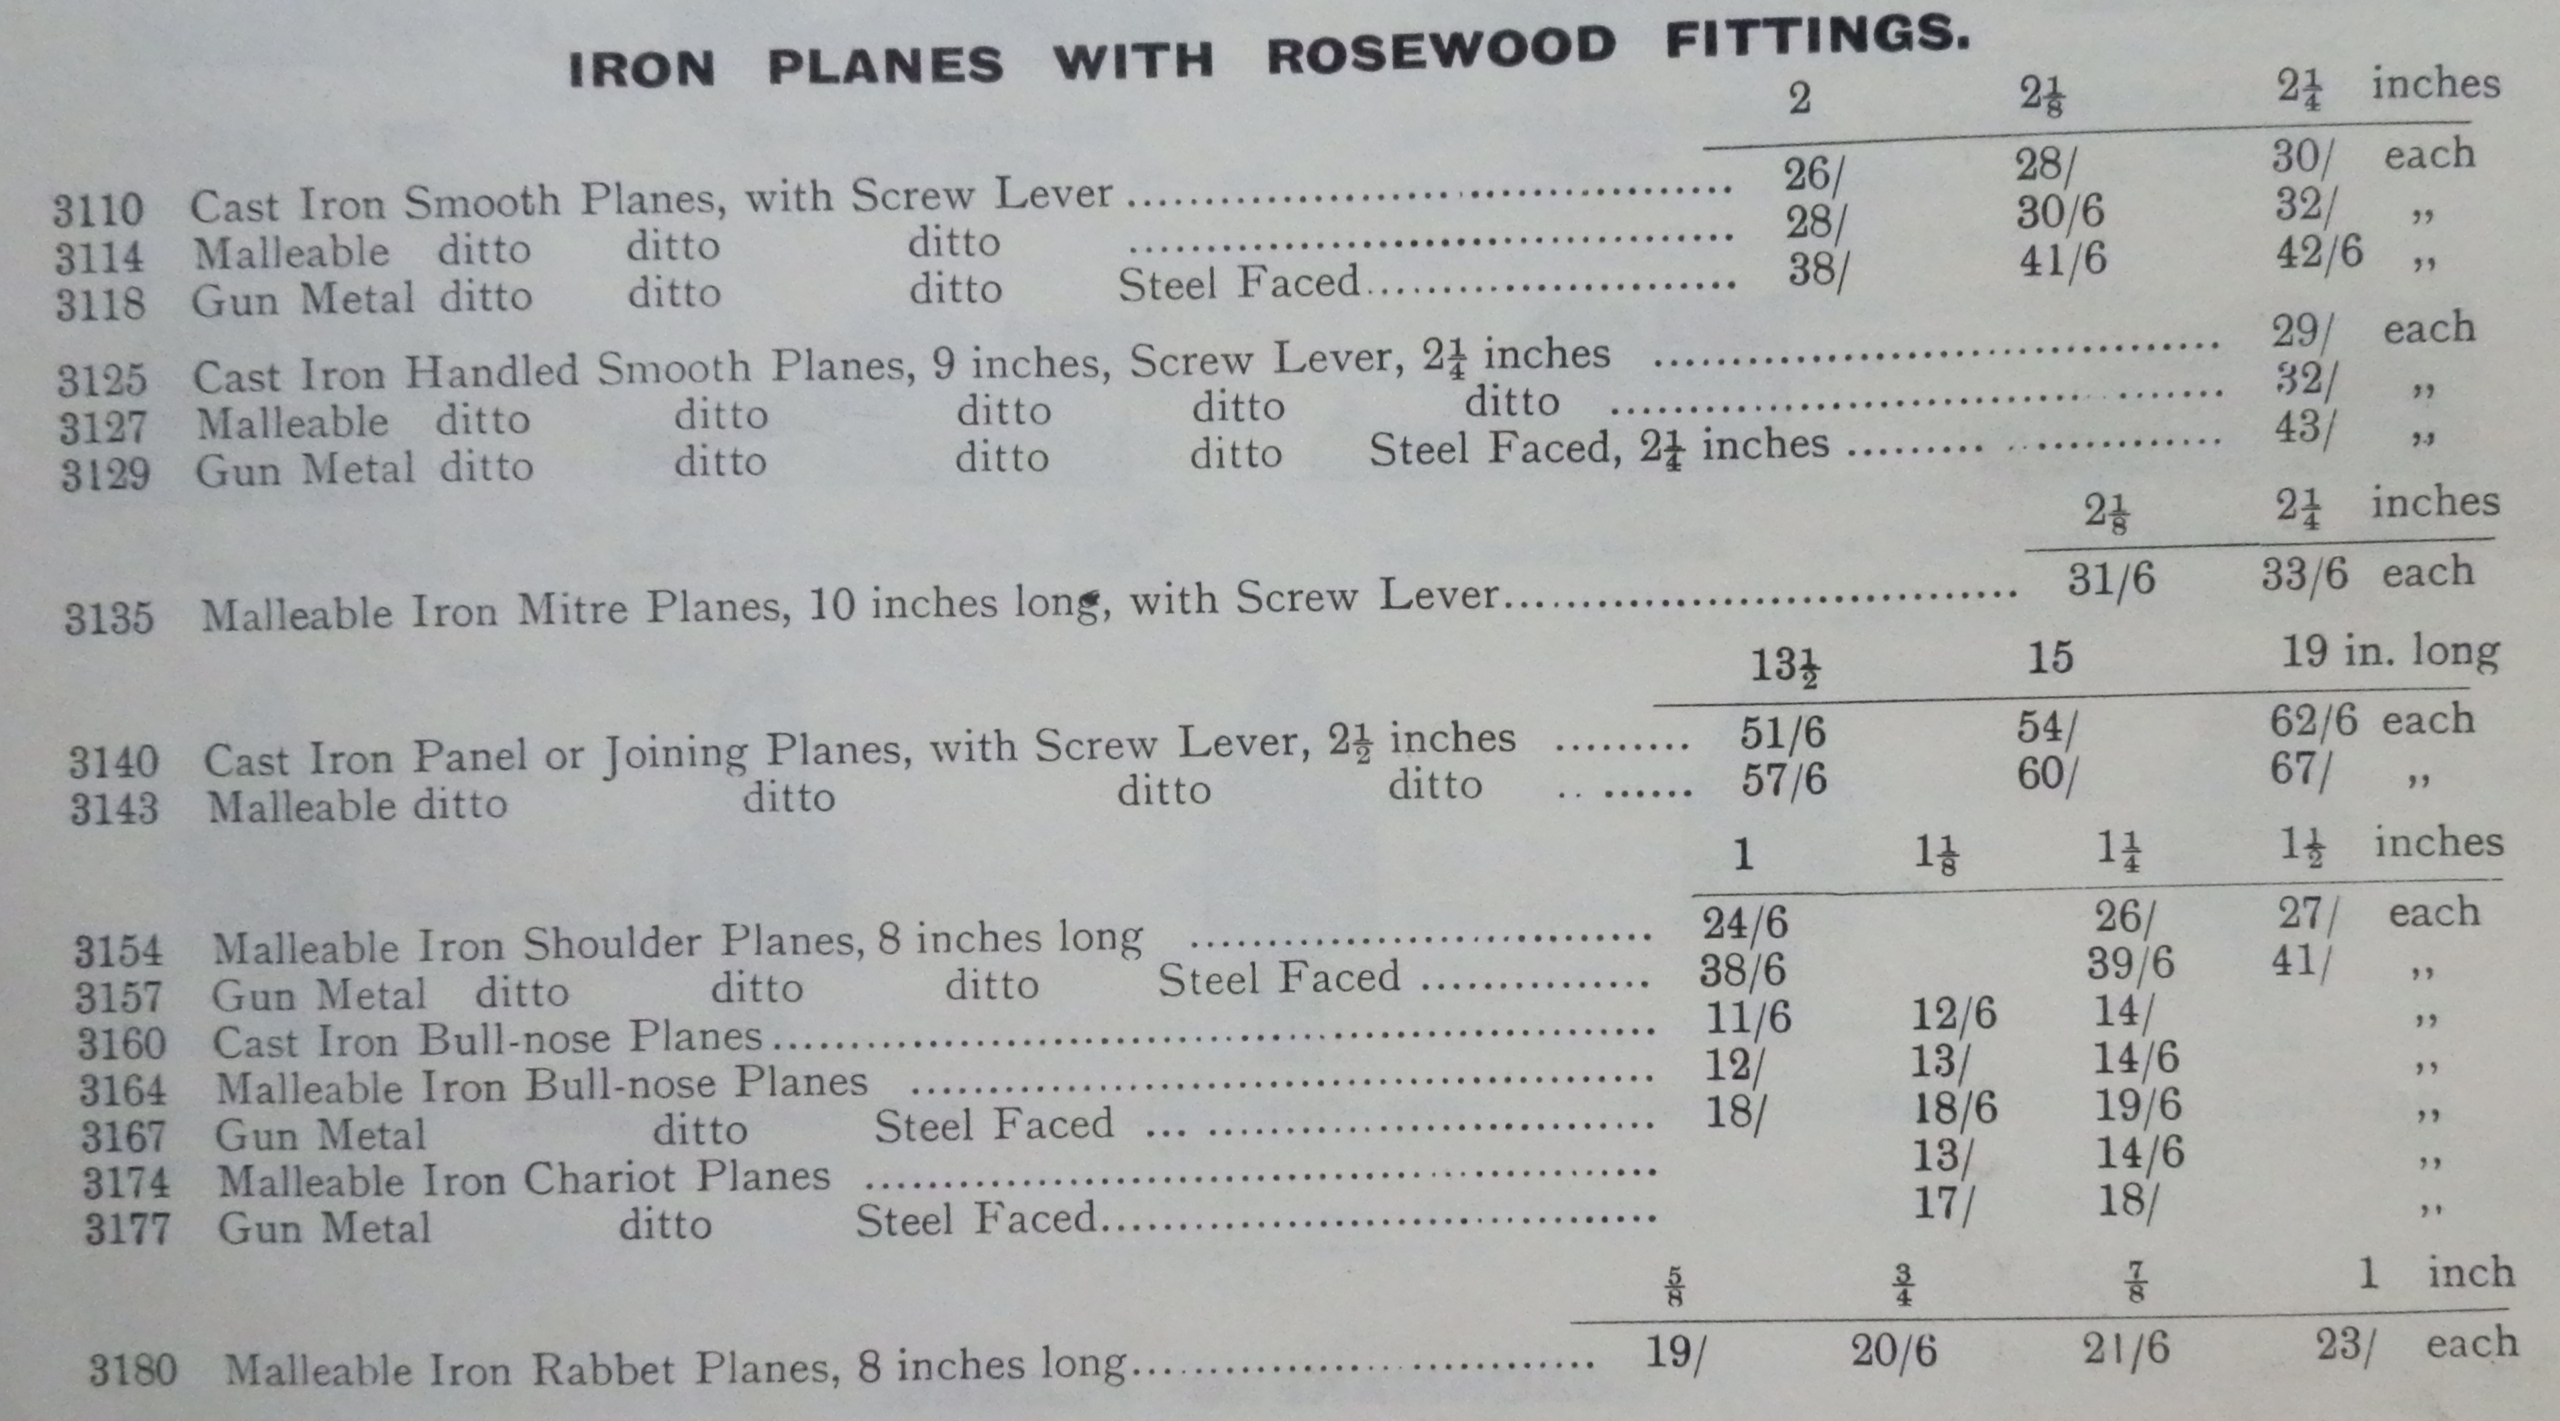 IRON PLANES WITH ROSEWOOD FITTINGS.
2 2⅛ 2¼ inches
3110 Cast Iron Smooth Planes, with Screw Lever ........ 26/ 28/ 30/ each
3114 Malleable ditto ditto ditto ........ 28/ 30/6 32/ ,,
3118 Gun Metal ditto ditto ditto Steel Faced........ 38/ 41/6 42/6 ,,
3125 Cast Iron Handled Smooth Planes, 9 inches, Screw Lever, 2¼ inches ........ 29/ each
3127 Malleable ditto ditto ditto ditto ditto ........ 32/ ,,
3129 Gun Metal ditto ditto ditto ditto Steel Faced, 2¼ inches ........ 43/ ,,
2⅛ 2¼ inches
3135 Malleable Iron Mitre Planes, 10 inches long, with Screw Lever........ 31/6 33/6 each
13½ 15 19 in. long
3140 Cast Iron Panel or Joining Planes, with Screw Lever, 2½ inches ......... 51/6 54/ 62/6 each
3143 Malleable ditto ditto ditto ditto ........ 57/6 60/ 67/ ,,
1 1⅛ 1¼ 1½ inches
3154 Malleable Iron Shoulder Planes, 8 inches long ........ 24/6 26/ 27/ each
3157 Gun Metal ditto ditto ditto Steel Faced ........ 38/6 39/6 41/ ,,
3160 Cast Iron Bull-nose Planes........ 11/6 12/6 14/ ,,
3164 Malleable Iron Bull-nose Planes ........ 12/ 13/ 14/6 ,,
3167 Gun Metal ditto Steel Faced ........ 18/ 18/6 19/6 ,,
3174 Malleable Iron Chariot Planes ........ 13/ 14/6 ,,
3177 Gun Metal ditto Steel Faced........ 17/ 18/ ,,
⅝ ¾ ⅞ 1 inch
3180 Malleable Iron Rabbet Planes, 8 inches long........ 19/ 20/6 21/6 23/ each